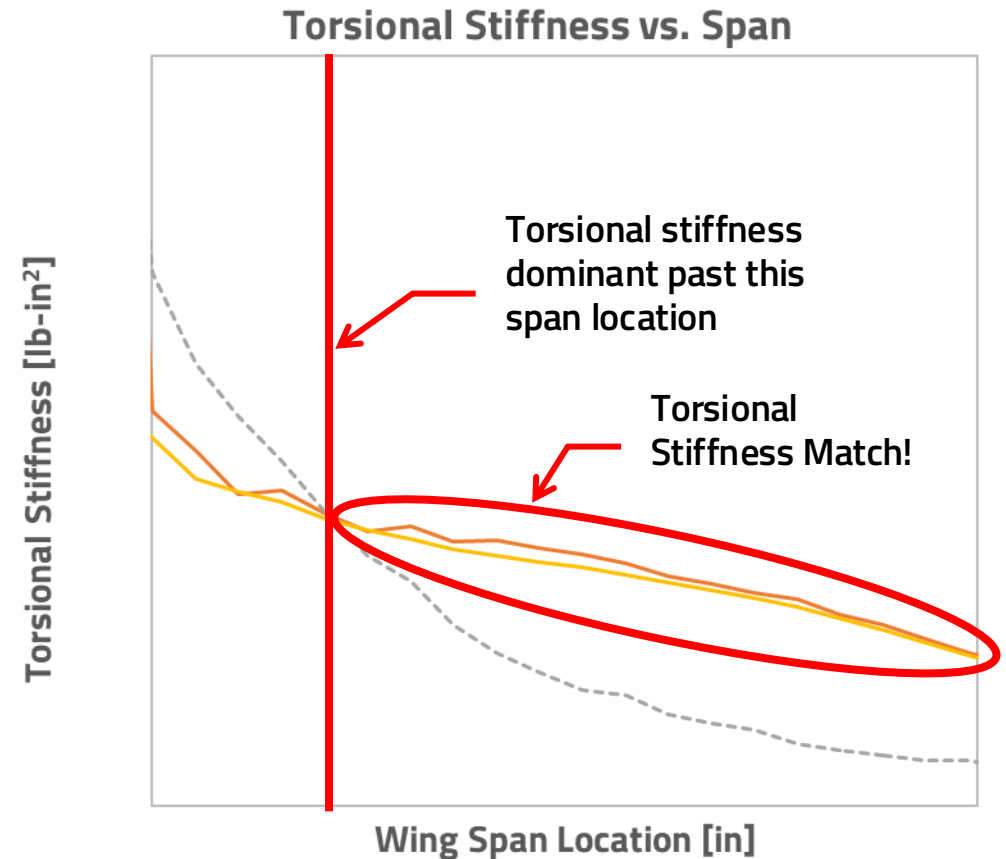 Torsional Stiffness vs. Span
Torsional Stiffness [lb-in²]
Torsional stiffness
dominant past this
span location
Torsional
Stiffness Match!
Wing Span Location [in]